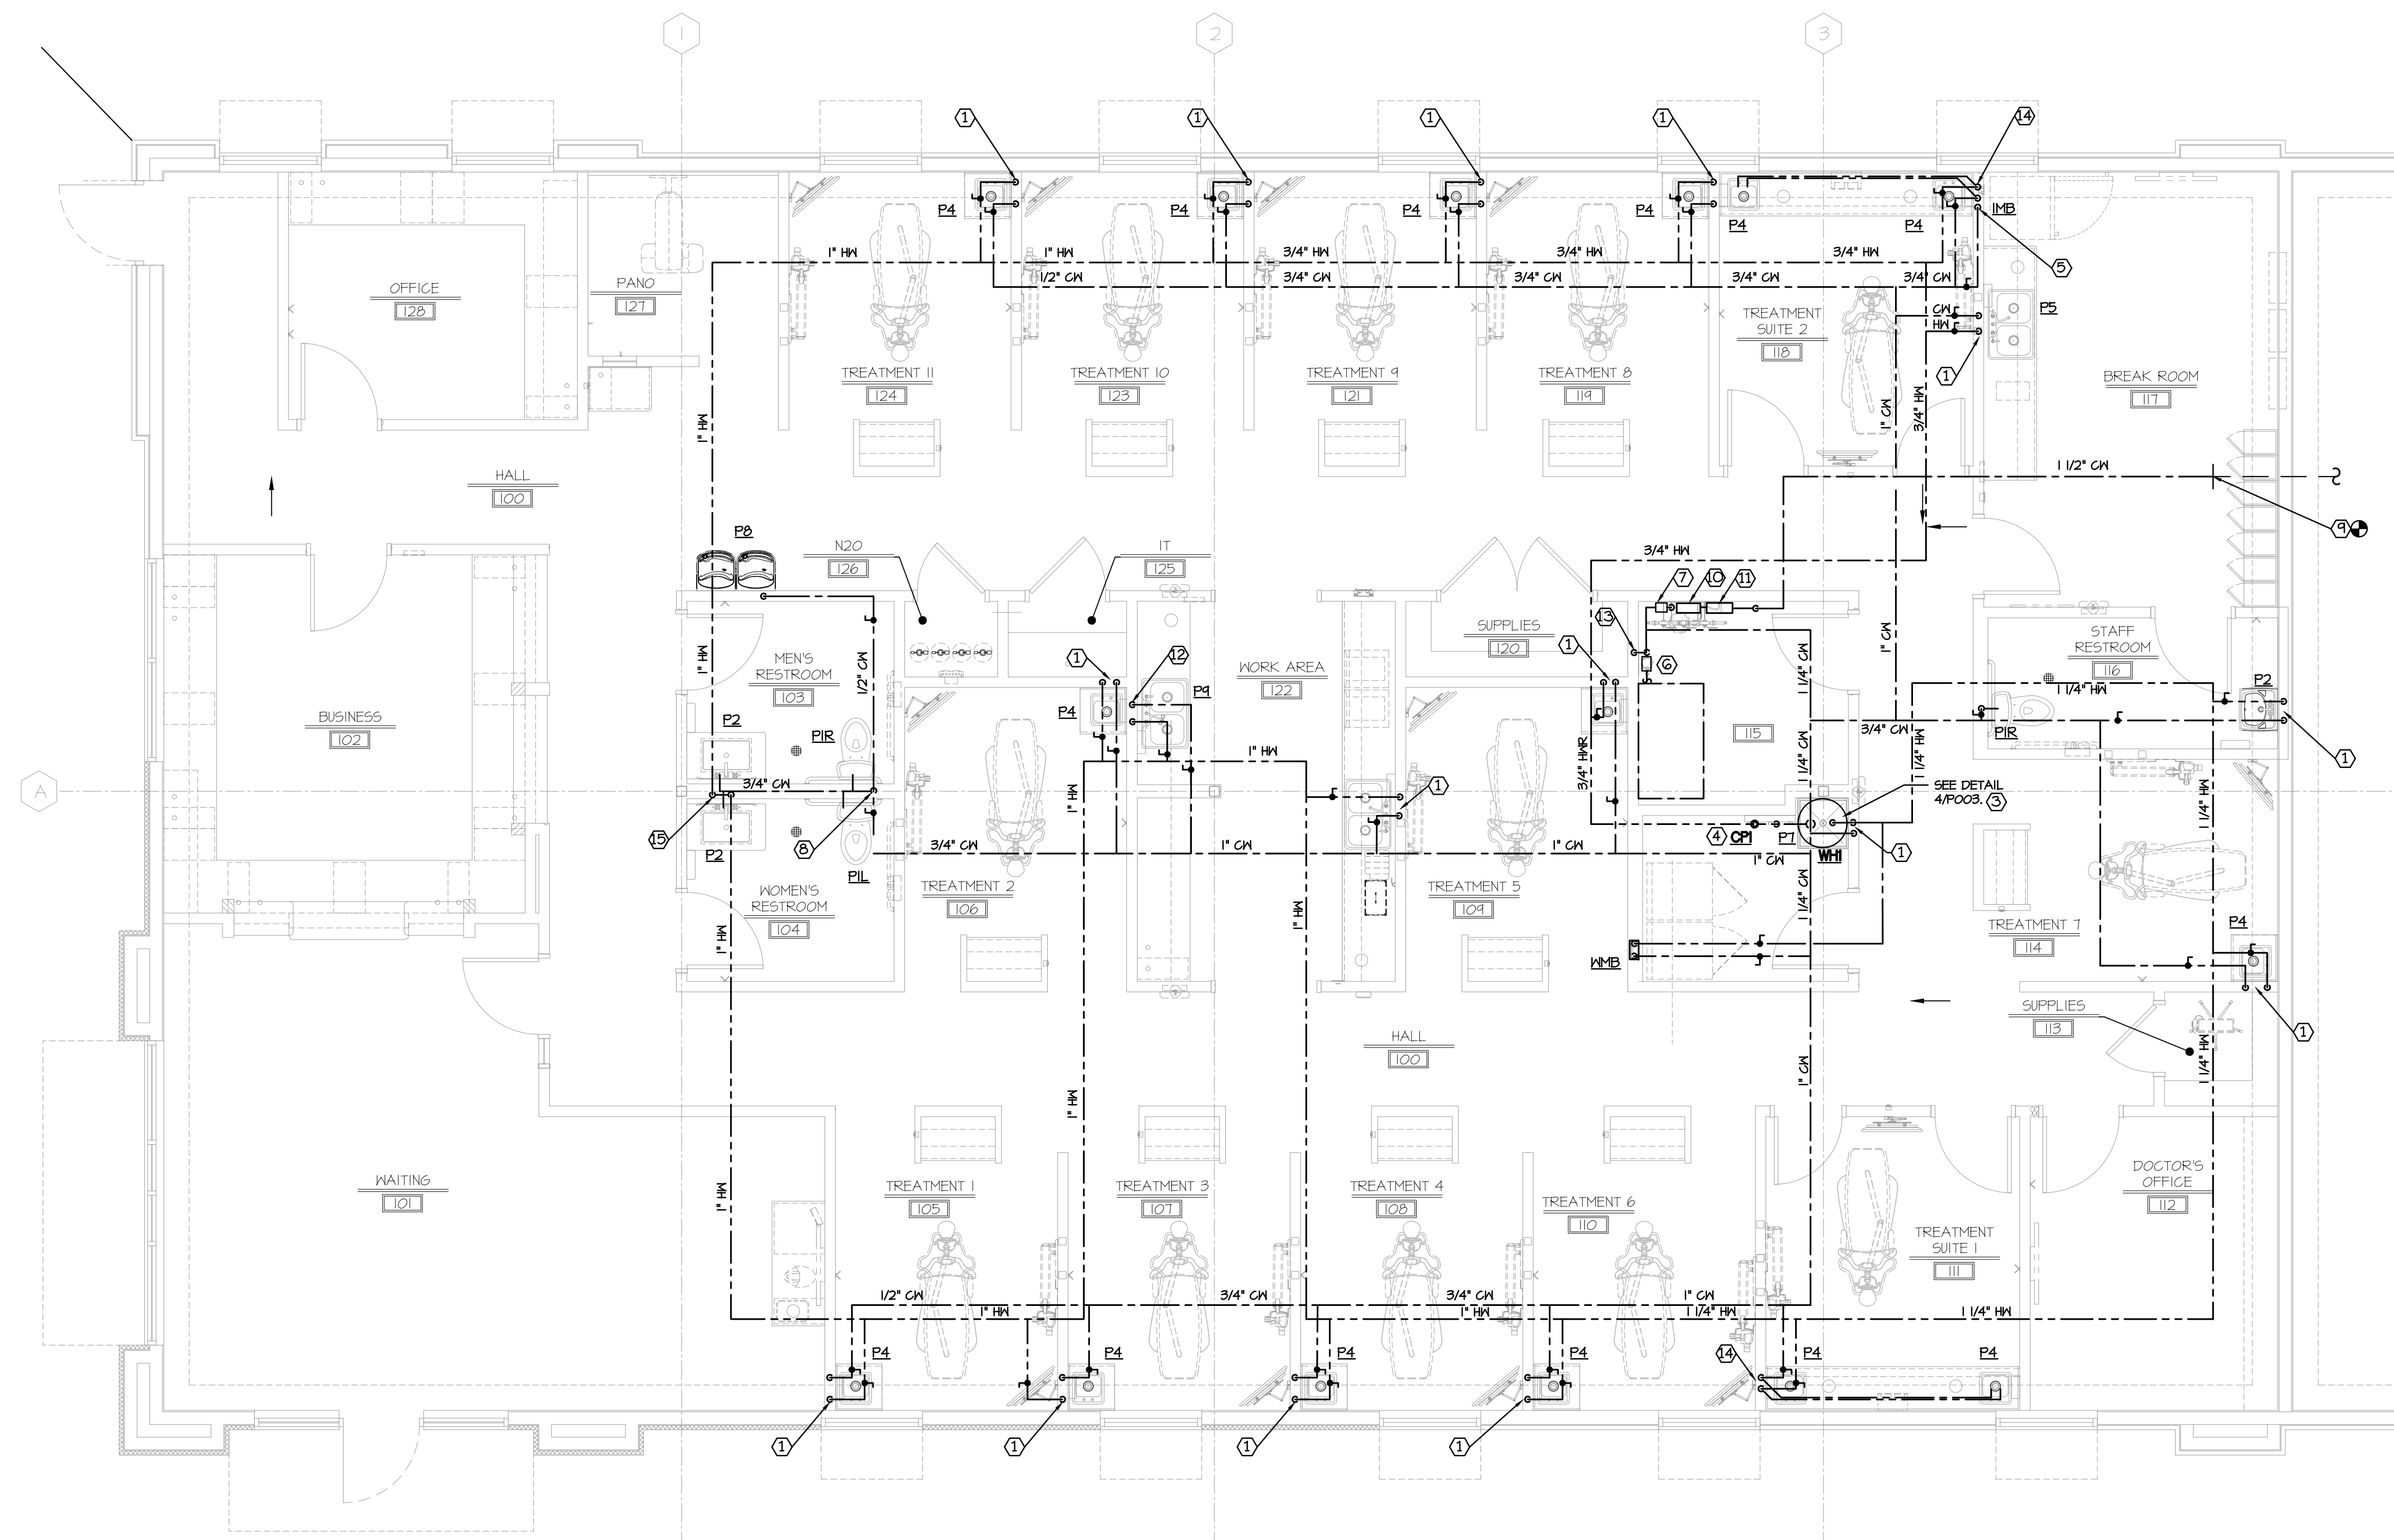 1
2
3
1
1
1
1
14
P4
P4
P4
P4
P4
P4
IMB
1" HW
1" HW
3/4" HW
3/4" HW
3/4" HW
1/2" CW
3/4" CW
3/4" CW
3/4" CW
3/4" CW
5
OFFICE
128
PANO
127
TREATMENT
SUITE 2
118
CW
HW
P5
1
TREATMENT 11
124
TREATMENT 10
123
TREATMENT 9
121
TREATMENT 8
119
BREAK ROOM
117
1" HW
1" CW
3/4" HW
HALL
100
1 1/2" CW
9
P8
N2O
126
IT
125
3/4" HW
7
10
11
13
SUPPLIES
120
1
6
STAFF
RESTROOM
116
1" CW
MEN'S
RESTROOM
103
1" HW
1/2" CW
1
12
WORK AREA
122
1 1/4" CW
1 1/4" HW
P2
P9
P4
P2
BUSINESS
102
P1R
115
3/4" CW
P1R
1" HW
3/4" HWR
1 1/4" CW
1 1/4" HW
1
A
3/4" CW
1" HW
1
SEE DETAIL
4/P003.
3
1 1/4" HW
15
8
4
CP1
P7
WH1
1
P2
3/4" CW
1" CW
1" CW
1" CW
P1L
WOMEN'S
RESTROOM
104
TREATMENT 2
106
TREATMENT 5
109
1 1/4" CW
1" HW
1" HW
TREATMENT 7
114
P4
WMB
SUPPLIES
113
1
HALL
100
1" HW
1" CW
1 1/4" HW
WAITING
101
1" HW
TREATMENT 1
105
TREATMENT 3
107
TREATMENT 4
108
TREATMENT 6
110
DOCTOR'S
OFFICE
112
TREATMENT
SUITE 1
111
1/2" CW
3/4" CW
3/4" CW
1" CW
1" HW
1" HW
1 1/4" HW
1 1/4" HW
P4
P4
P4
P4
14
P4
P4
1
1
1
1